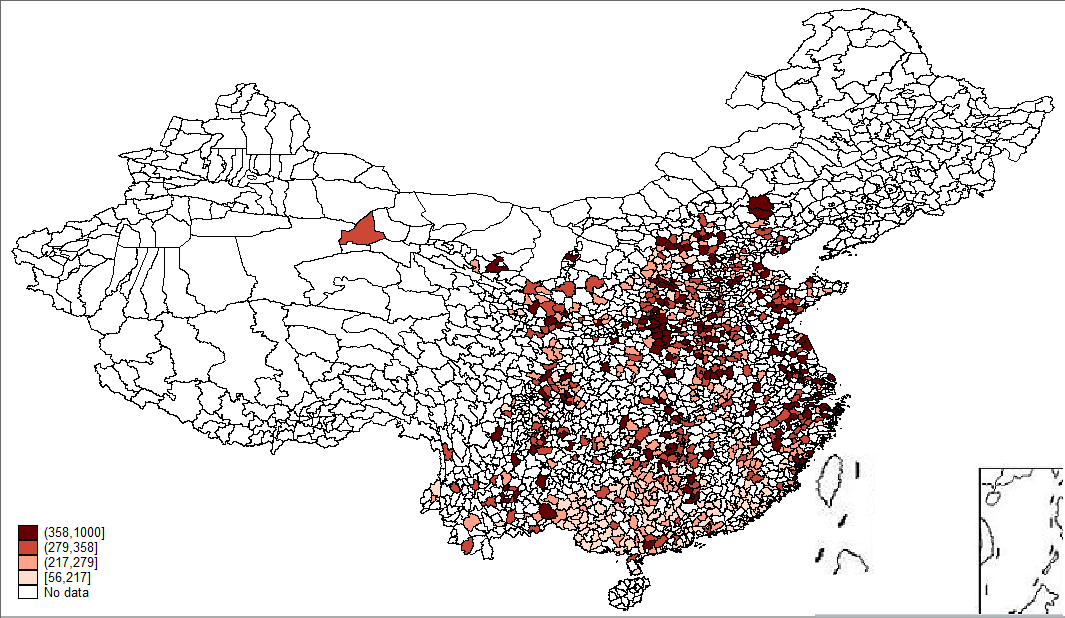 (358,1000]
(279,358]
(217,279]
[56,217]
No data